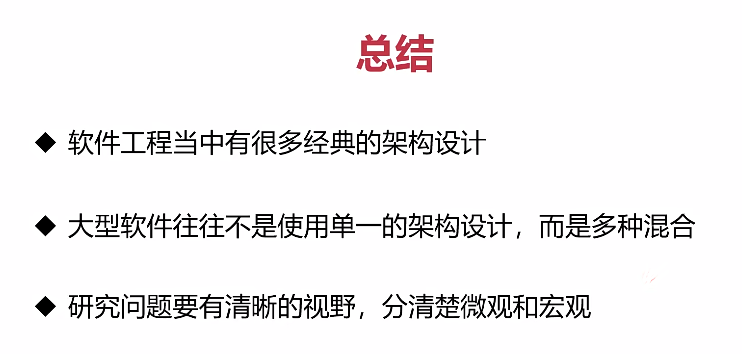 总结
◆ 软件工程当中有很多经典的架构设计
◆ 大型软件往往不是使用单一的架构设计，而是多种混合
◆ 研究问题要有清晰的视野，分清楚微观和宏观